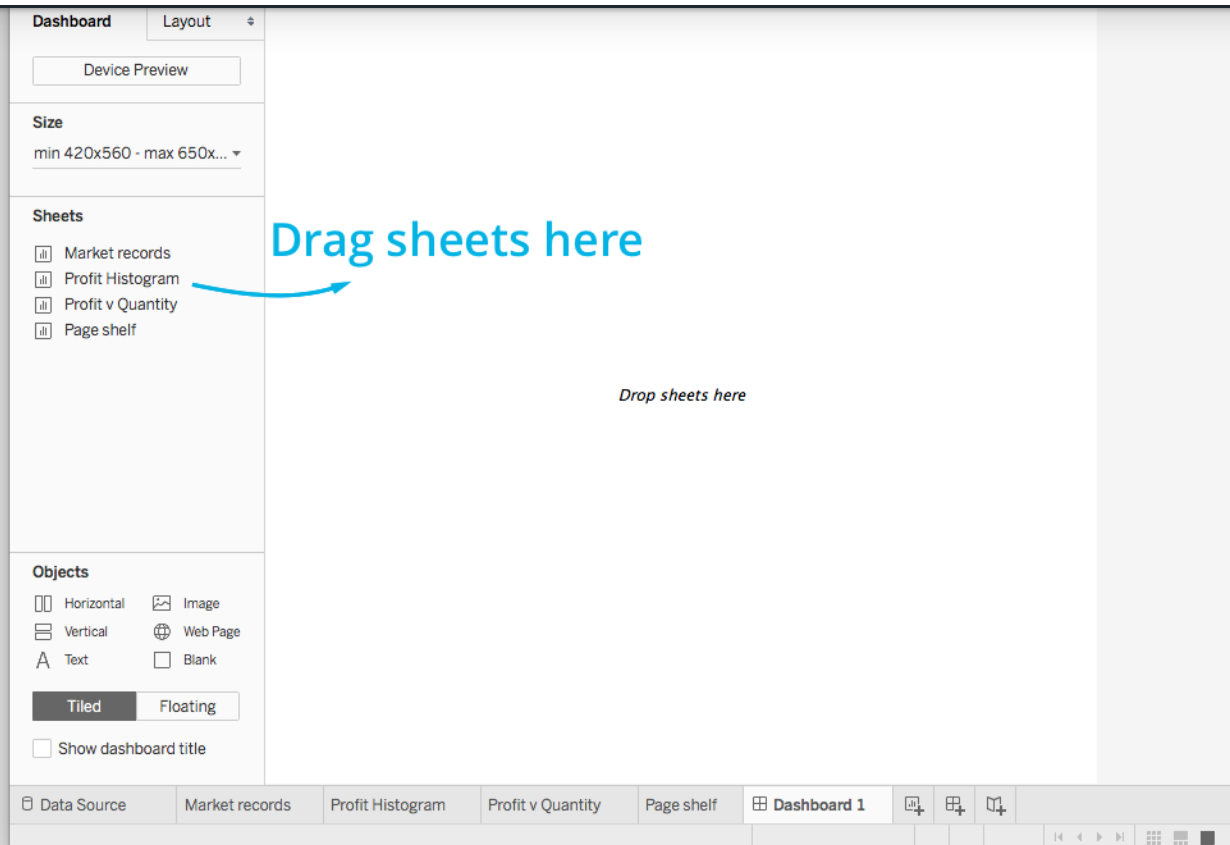 Dashboard Layout
Device Preview
Size
min 420x560 - max 650x...
Sheets
Market records
Profit Histogram
Profit v Quantity
Page shelf
Drag sheets here
Drop sheets here
Objects
Horizontal Image
Vertical Web Page
A Text Blank
Tiled Floating
Show dashboard title
Data Source Market records Profit Histogram Profit v Quantity Page shelf Dashboard 1